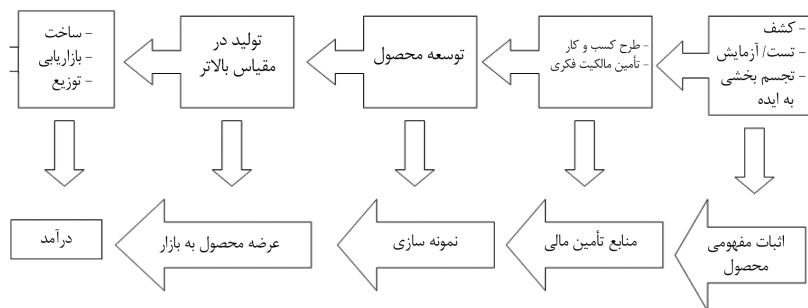 - کشف
- تست/ آزمایش
- تجسم بخشی
به ایده
- طرح کسب و کار
- تأمین مالکیت فکری
توسعه محصول
تولید در
مقیاس بالاتر
- ساخت
- بازاریابی
- توزیع
اثبات مفهومی
محصول
منابع تأمین مالی
نمونه سازی
عرضه محصول به بازار
درآمد